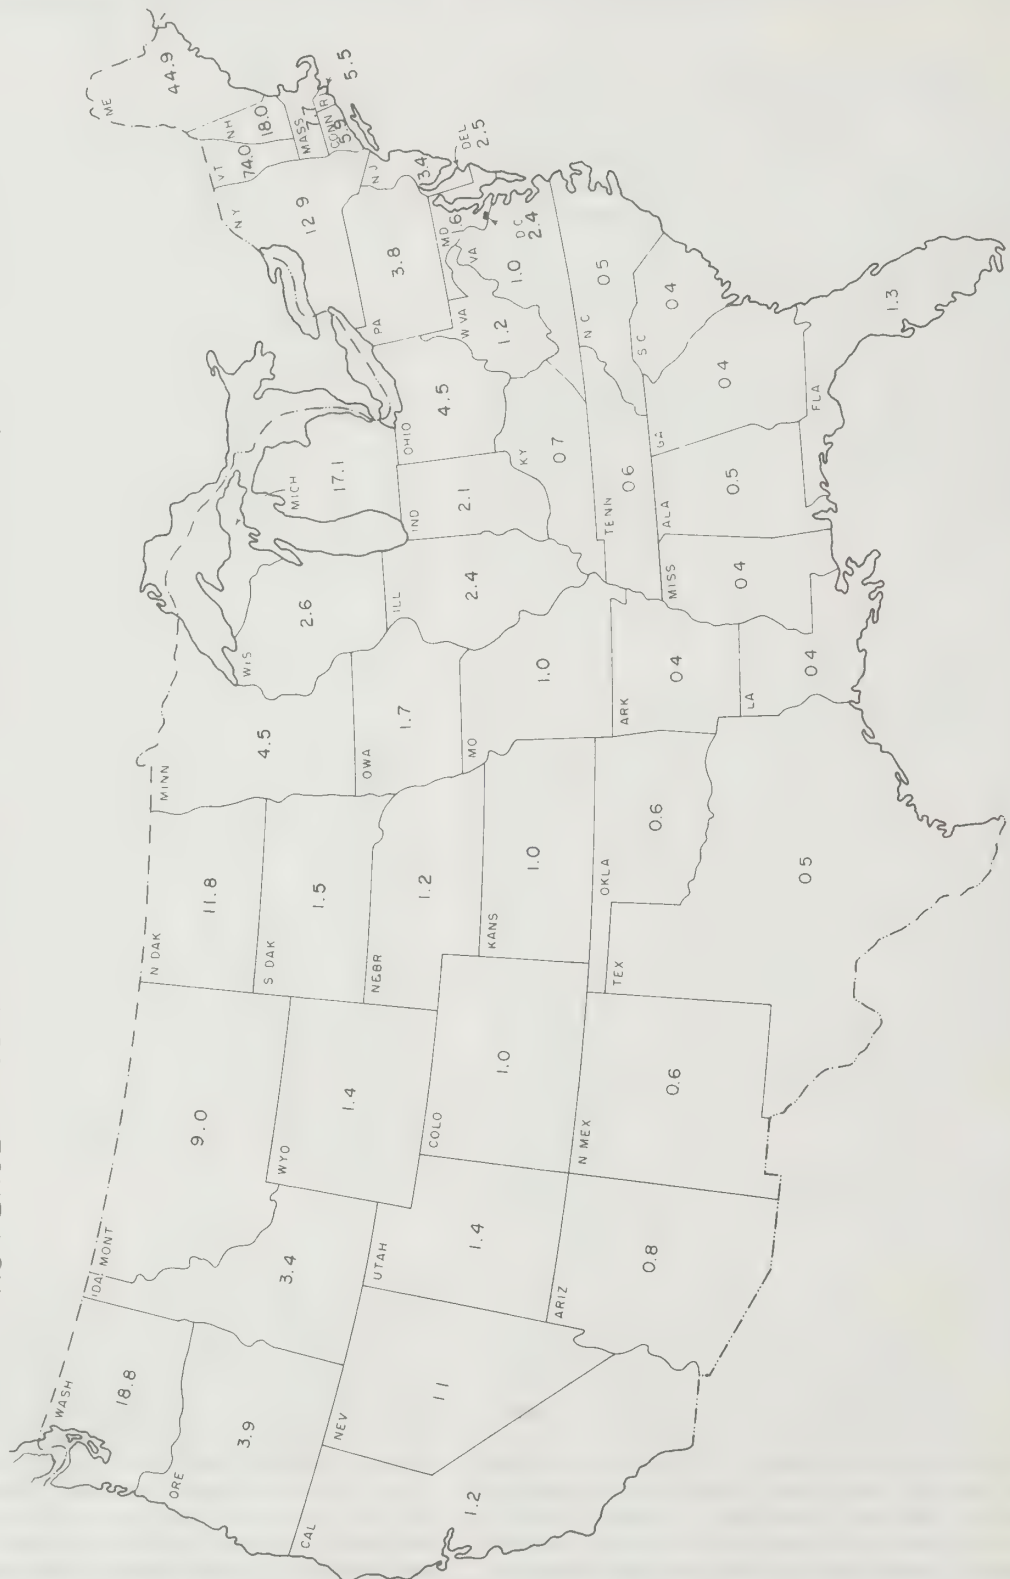 WASH
18.8
ORE
3.9
CAL
1.2
NEV
1 1
IDA
3.4
MONT
9.0
WYO
1.4
UTAH
1.4
COLO
1.0
ARIZ
0.8
N MEX
0.6
N DAK
11.8
S DAK
1.5
NEBR
1.2
KANS
1.0
OKLA
0.6
TEX
0 5
MINN
4.5
OWA
1.7
MO
1.0
ARK
0 4
LA
0 4
WIS
2.6
ILL
2.4
MICH
17.1
IND
2.1
OHIO
4.5
KY
0 7
TENN
0 6
MISS
0 4
ALA
0.5
GA
0 4
FLA
1.3
S C
0 4
N C
0 5
VA
1.0
W VA
1.2
MD
1.6
D C
2.4
DEL
2.5
PA
3.8
N J
3.4
NY
12.9
CONN
5.9
R I
5.5
MASS
7.7
VT
74.0
NH
18.0
ME
44.9